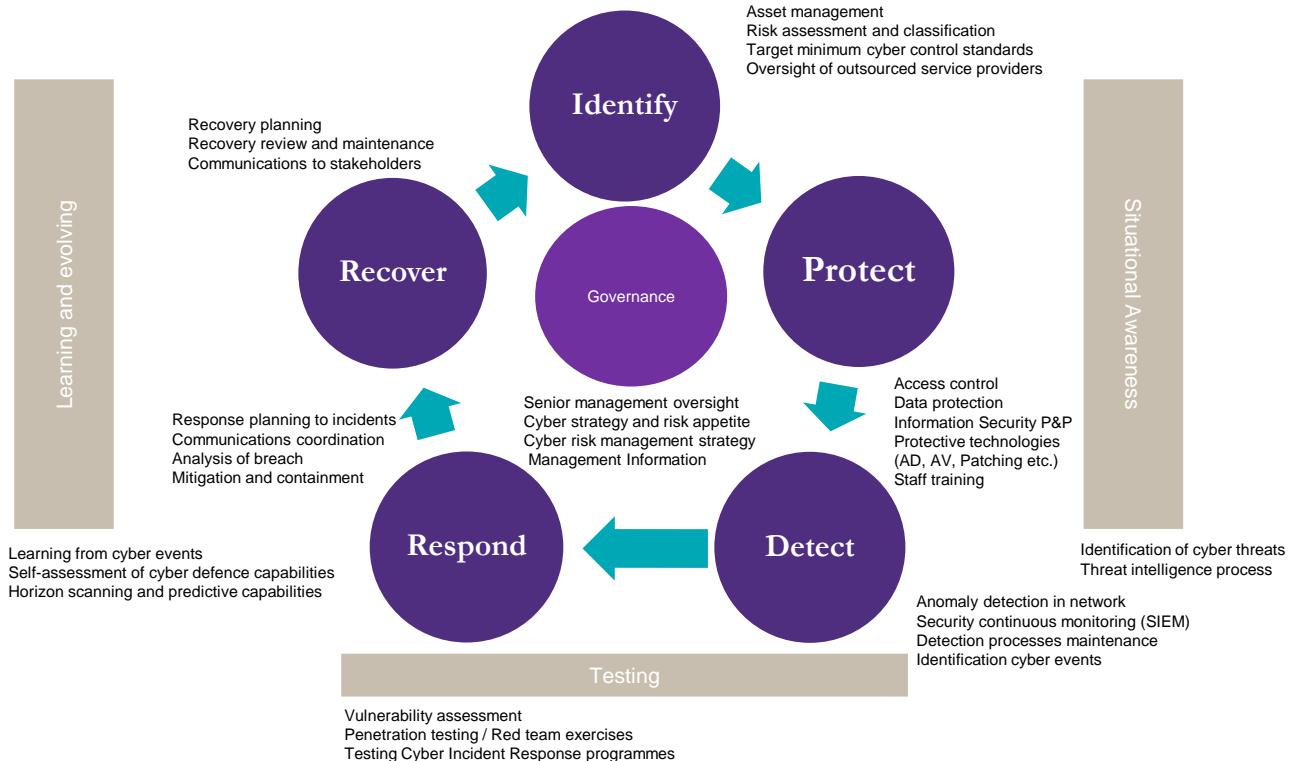 Identify
Asset management
Risk assessment and classification
Target minimum cyber control standards
Oversight of outsourced service providers
Protect
Access control
Data protection
Information Security P&P
Protective technologies
(AD, AV, Patching etc.)
Staff training
Detect
Anomaly detection in network
Security continuous monitoring (SIEM)
Detection processes maintenance
Identification cyber events
Respond
Response planning to incidents
Communications coordination
Analysis of breach
Mitigation and containment
Recover
Recovery planning
Recovery review and maintenance
Communications to stakeholders
Governance
Senior management oversight
Cyber strategy and risk appetite
Cyber risk management strategy
Management Information
Learning and evolving
Learning from cyber events
Self-assessment of cyber defence capabilities
Horizon scanning and predictive capabilities
Situational Awareness
Identification of cyber threats
Threat intelligence process
Testing
Vulnerability assessment
Penetration testing / Red team exercises
Testing Cyber Incident Response programmes